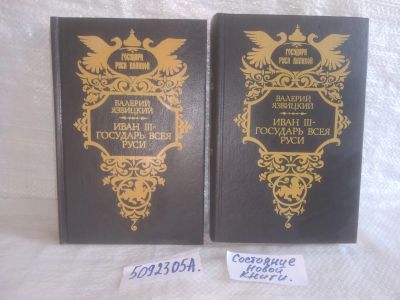 ГОСУДАРИ
РУСИ ВЕЛИКОЙ
ВАЛЕРИЙ
ЯЗВИЦКИЙ
ИВАН III-
ГОСУДАРЬ ВСЕЯ
РУСИ
ГОСУДАРИ
РУСИ ВЕЛИКОЙ
ВАЛЕРИЙ
ЯЗВИЦКИЙ
ИВАН III-
ГОСУДАРЬ ВСЕЯ
РУСИ
5092305А.
Состояние
новой
книги.